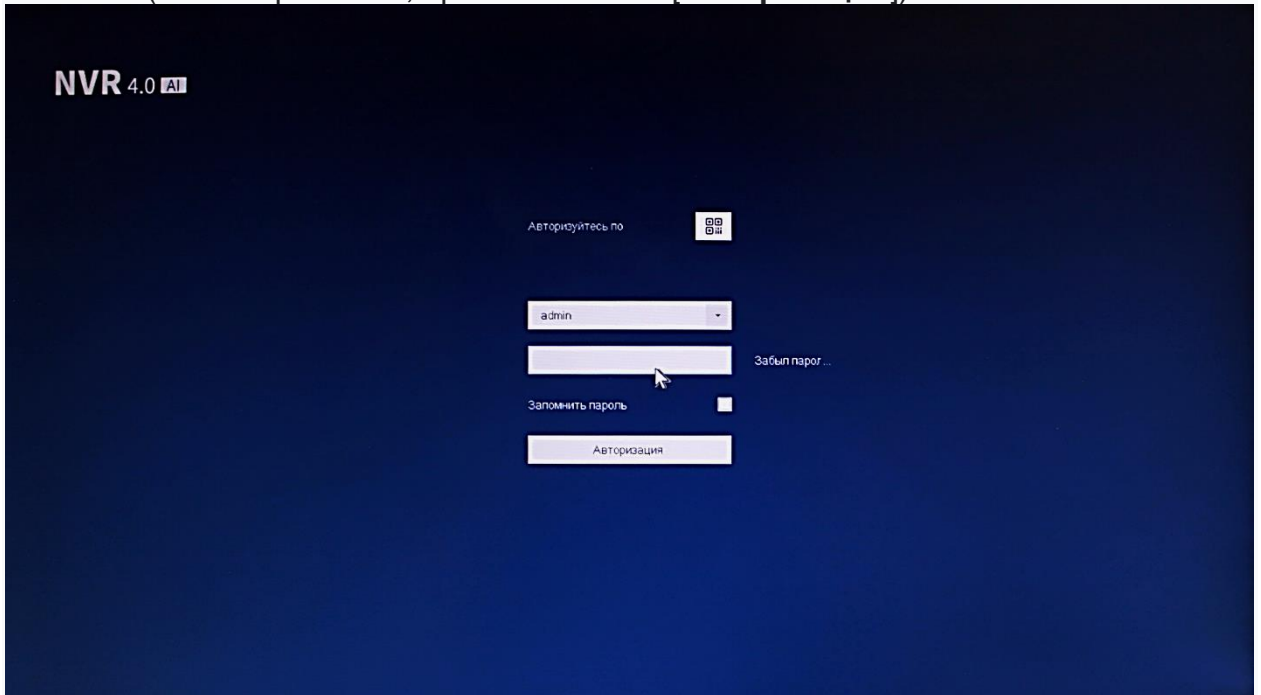 NVR 4.0 AI
Авторизуйтесь по
admin
Забыл парол...
Запомнить пароль
Авторизация